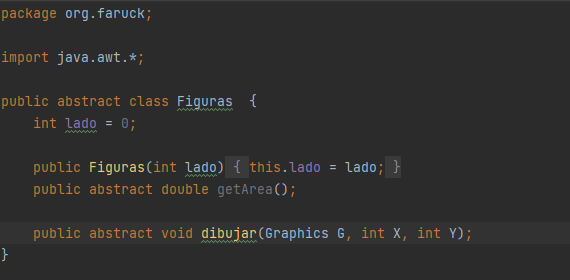 package org.faruck;
import java.awt.*;
public abstract class Figuras  {
    int lado = 0;
    public Figuras(int lado) { this.lado = lado; }
    public abstract double getArea();
    public abstract void dibujar(Graphics G, int X, int Y);
}